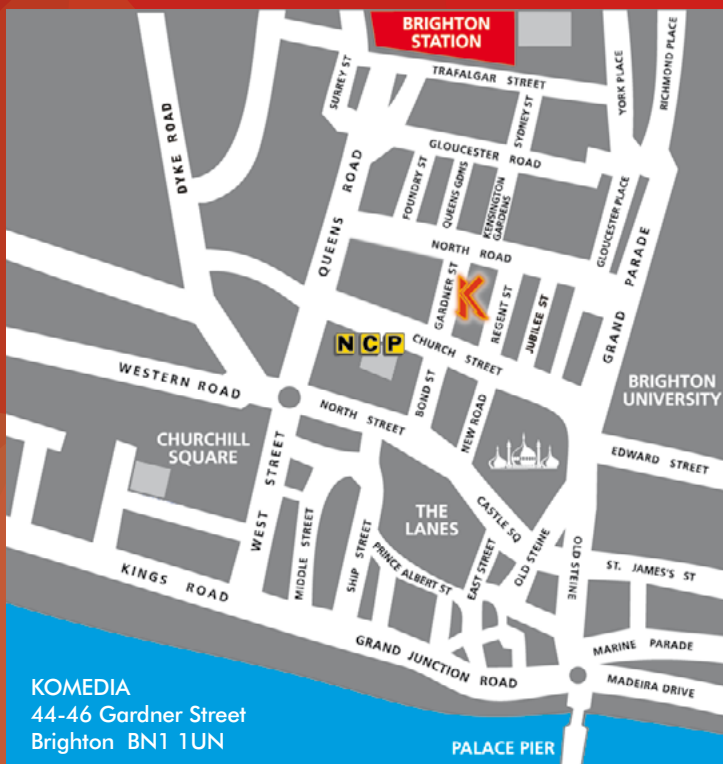 BRIGHTON
STATION
TRAFALGAR STREET
SURREY ST
SYDNEY ST
YORK PLACE
RICHMOND PLACE
DYKE ROAD
GLOUCESTER ROAD
QUEENS ROAD
FOUNDRY ST
QUEENS GDNS
KENSINGTON
GARDENS
GLOUCESTER PLACE
NORTH ROAD
GRAND PARADE
GARDNER ST
K
REGENT ST
JUBILEE ST
NCP
CHURCH STREET
WESTERN ROAD
BRIGHTON
UNIVERSITY
BOND ST
NEW ROAD
NORTH STREET
CHURCHILL
SQUARE
EDWARD STREET
WEST STREET
THE
LANES
CASTLE SQ
MIDDLE STREET
SHIP STREET
PRINCE ALBERT ST
EAST STREET
OLD STEINE
OLD STEINE
ST. JAMES'S ST
KINGS ROAD
GRAND JUNCTION ROAD
MARINE PARADE
MADEIRA DRIVE
KOMEDIA
44-46 Gardner Street
Brighton BN1 1UN
PALACE PIER